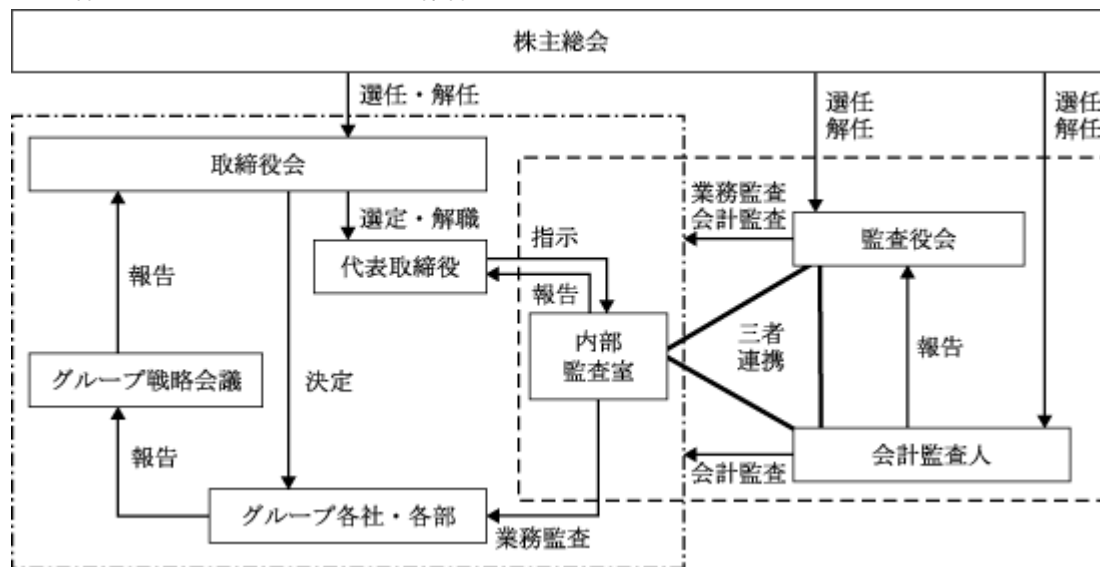 株主総会
選任・解任
選任
解任
選任
解任
取締役会
業務監査
会計監査
選定・解職
指示
監査役会
代表取締役
報告
報告
内部
監査室
三者
連携
報告
グループ戦略会議
決定
報告
会計監査
会計監査人
グループ各社・各部
業務監査